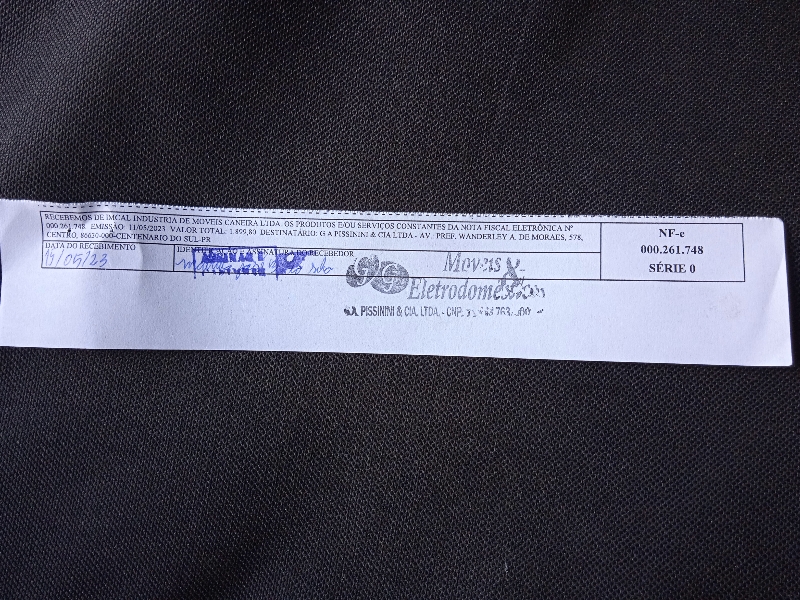 RECEBEMOS DE IMCAL INDUSTRIA DE MOVEIS CANEIRA LTDA. OS PRODUTOS E/OU SERVIÇOS CONSTANTES DA NOTA FISCAL ELETRÔNICA Nº
000.261.748. EMISSÃO: 11/05/2023 VALOR TOTAL: 1.899,80 DESTINATÁRIO: G A PISSININI & CIA LTDA - AV. PREF. WANDERLEY A. DE MORAES, 578,
CENTRO, 86630-000-CENTENARIO DO SUL-PR
DATA DO RECEBIMENTO
/05/23
IDENTIFICAÇÃO E ASSINATURA DO RECEBEDOR
NF-e
000.261.748
SÉRIE 0
Moveis &
Eletrodomésticos
PISSININI & CIA. LTDA. -